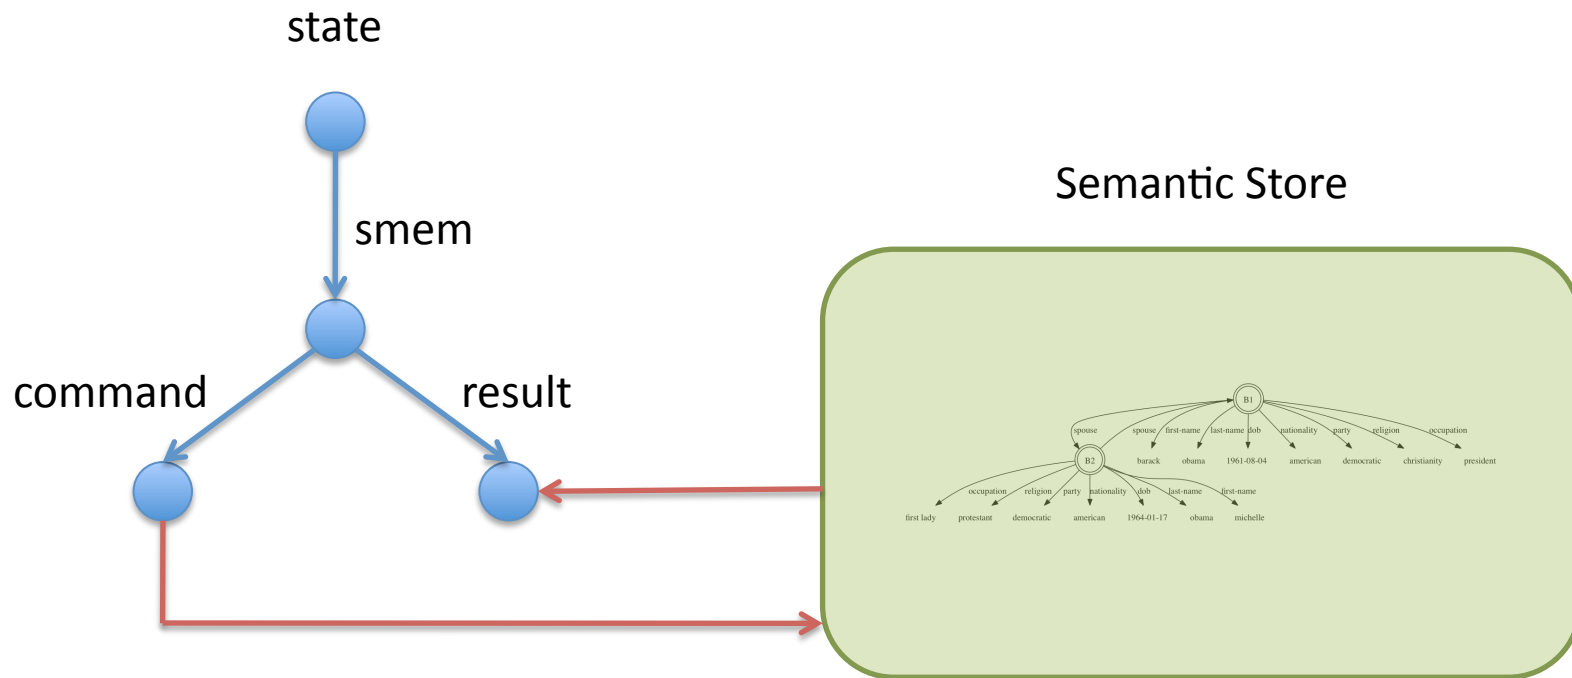 state
Semantic Store
smem
command
result
B1
spouse spouse first-name last-name dob nationality party religion occupation
B2 barack obama 1961-08-04 american democratic christianity president
occupation religion party nationality dob last-name first-name
first lady protestant democratic american 1964-01-17 obama michelle